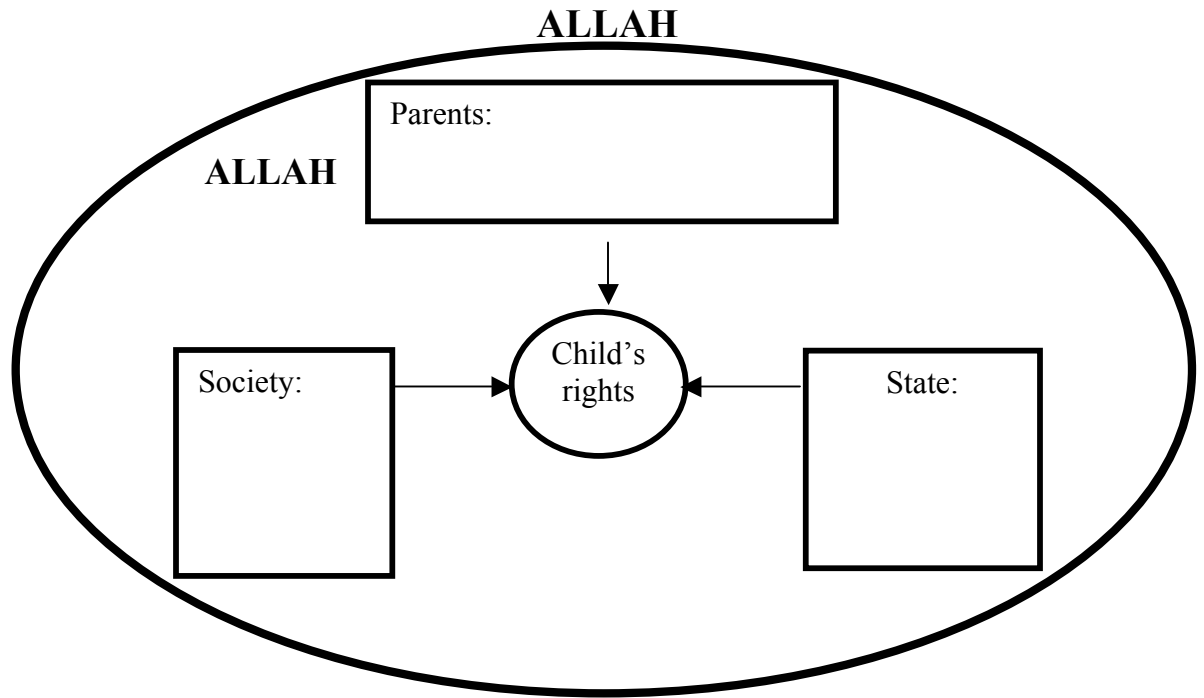 ALLAH
Parents:
ALLAH
Child’s
rights
Society:
State: